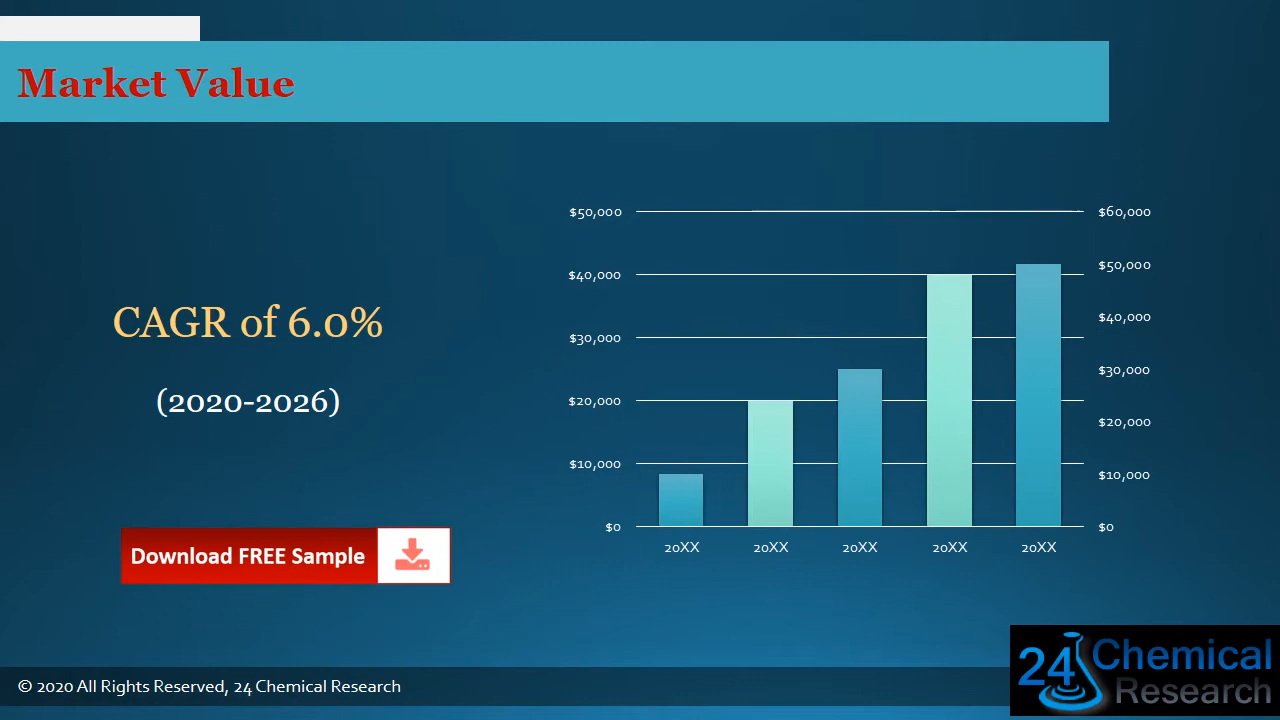 Market Value
CAGR of 6.0%
(2020-2026)
Download FREE Sample
$50,000
$40,000
$30,000
$20,000
$10,000
$0
$60,000
$50,000
$40,000
$30,000
$20,000
$10,000
$0
20XX 20XX 20XX 20XX 20XX
© 2020 All Rights Reserved, 24 Chemical Research
24 Chemical
Research